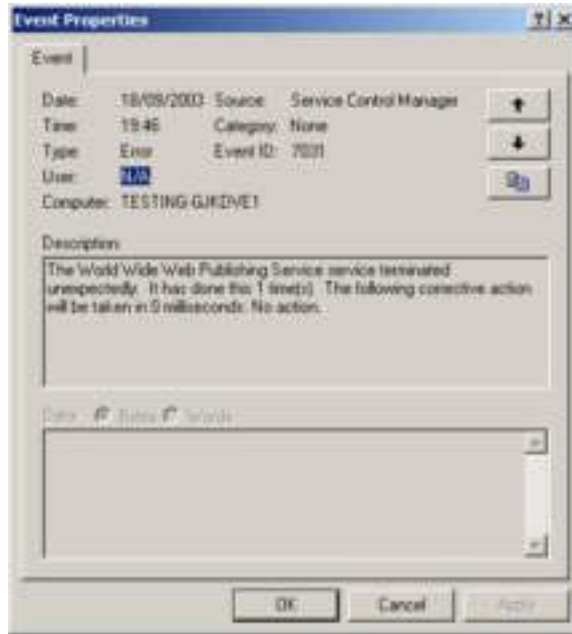 Event Properties
Event
Date: 18/09/2003 Source: Service Control Manager
Time: 19:46 Category: None
Type: Error Event ID: 7031
User: N/A
Computer: TESTING-GJKDVE1
Description:
The World Wide Web Publishing Service service terminated
unexpectedly. It has done this 1 time(s). The following corrective action
will be taken in 0 milliseconds: No action.
Data: Bytes Words
OK Cancel Apply